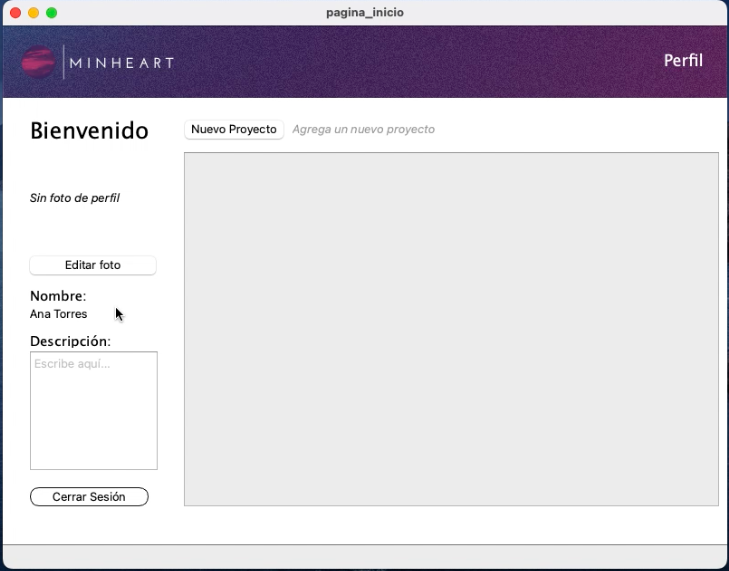 pagina_inicio
MINHEART
Perfil
Bienvenido
Nuevo Proyecto
Agrega un nuevo proyecto
Sin foto de perfil
Editar foto
Nombre:
Ana Torres
Descripción:
Escribe aquí...
Cerrar Sesión